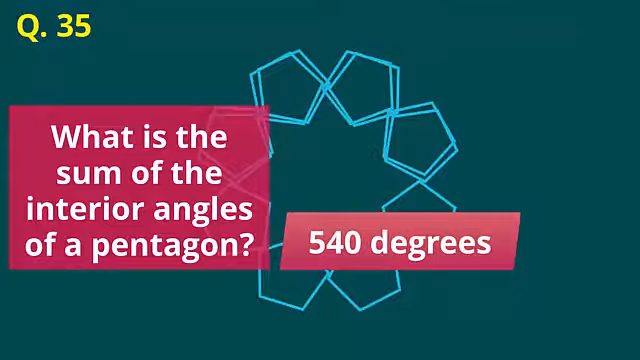 Q. 35
What is the
sum of the
interior angles
of a pentagon?
540 degrees